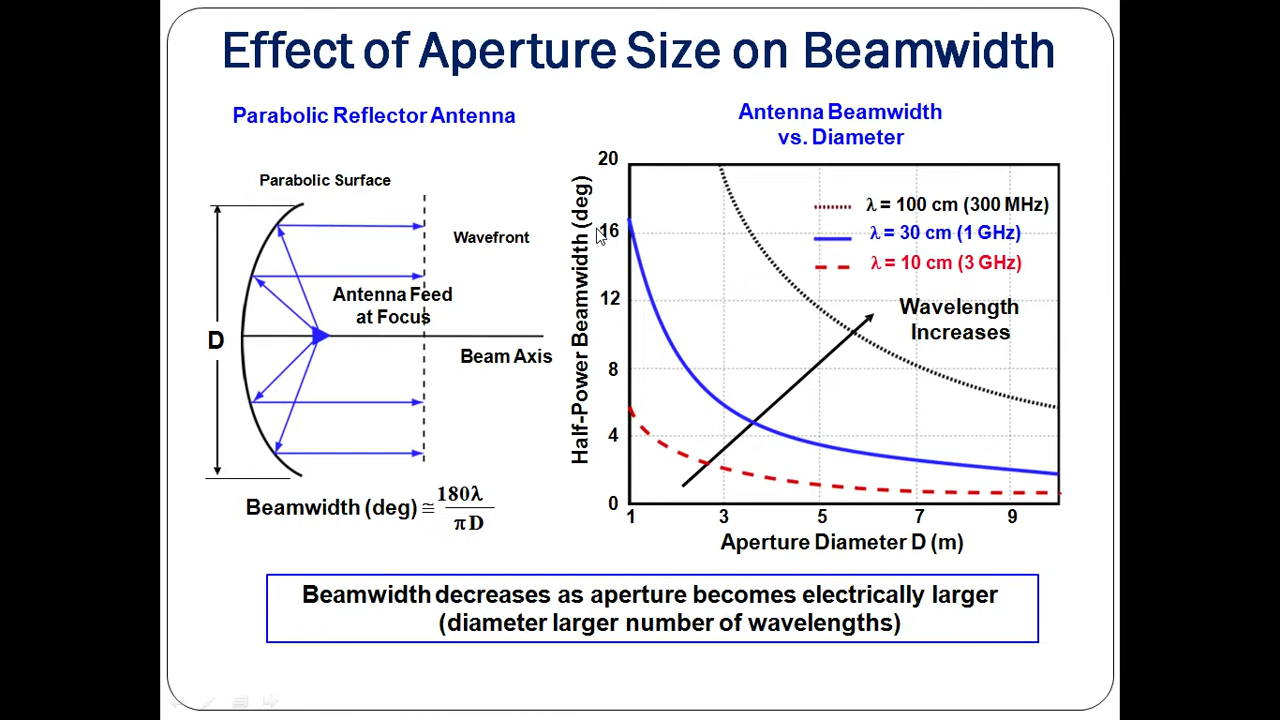 Effect of Aperture Size on Beamwidth
Parabolic Reflector Antenna
Parabolic Surface
Wavefront
Antenna Feed
at Focus
D
Beam Axis
Beamwidth (deg) ≅ 180λ
π D
Antenna Beamwidth
vs. Diameter
Half-Power Beamwidth (deg)
20
16
12
8
4
0
λ = 100 cm (300 MHz)
λ = 30 cm (1 GHz)
λ = 10 cm (3 GHz)
Wavelength
Increases
1 3 5 7 9
Aperture Diameter D (m)
Beamwidth decreases as aperture becomes electrically larger
(diameter larger number of wavelengths)